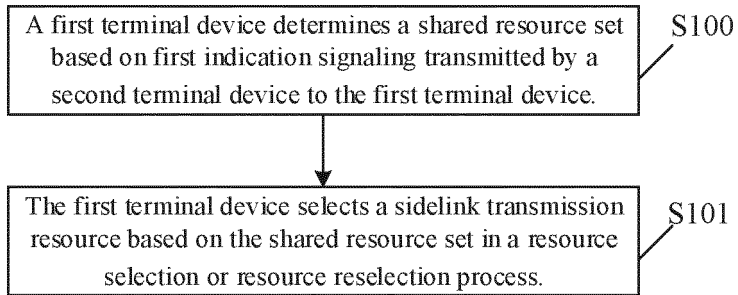 A first terminal device determines a shared resource set
based on first indication signaling transmitted by a
second terminal device to the first terminal device.
S100
The first terminal device selects a sidelink transmission
resource based on the shared resource set in a resource
selection or resource reselection process.
S101